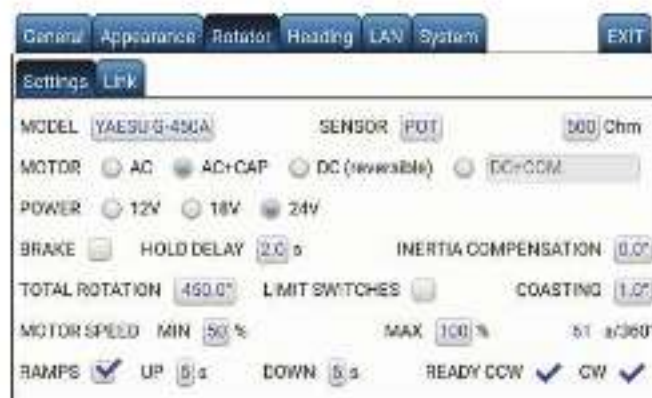 General Appearance Rotator Heading LAN System EXIT
Settings Link
MODEL YAESU G-450A SENSOR POT 500 Ohm
MOTOR AC AC+CAP DC (reversible) DC+COM
POWER 12V 18V 24V
BRAKE HOLD DELAY 2.0 s INERTIA COMPENSATION 0.0°
TOTAL ROTATION 450.0° LIMIT SWITCHES COASTING 1.0°
MOTOR SPEED MIN 50 % MAX 100 % 61 s/360°
RAMPS UP 5 s DOWN 5 s READY CCW CW